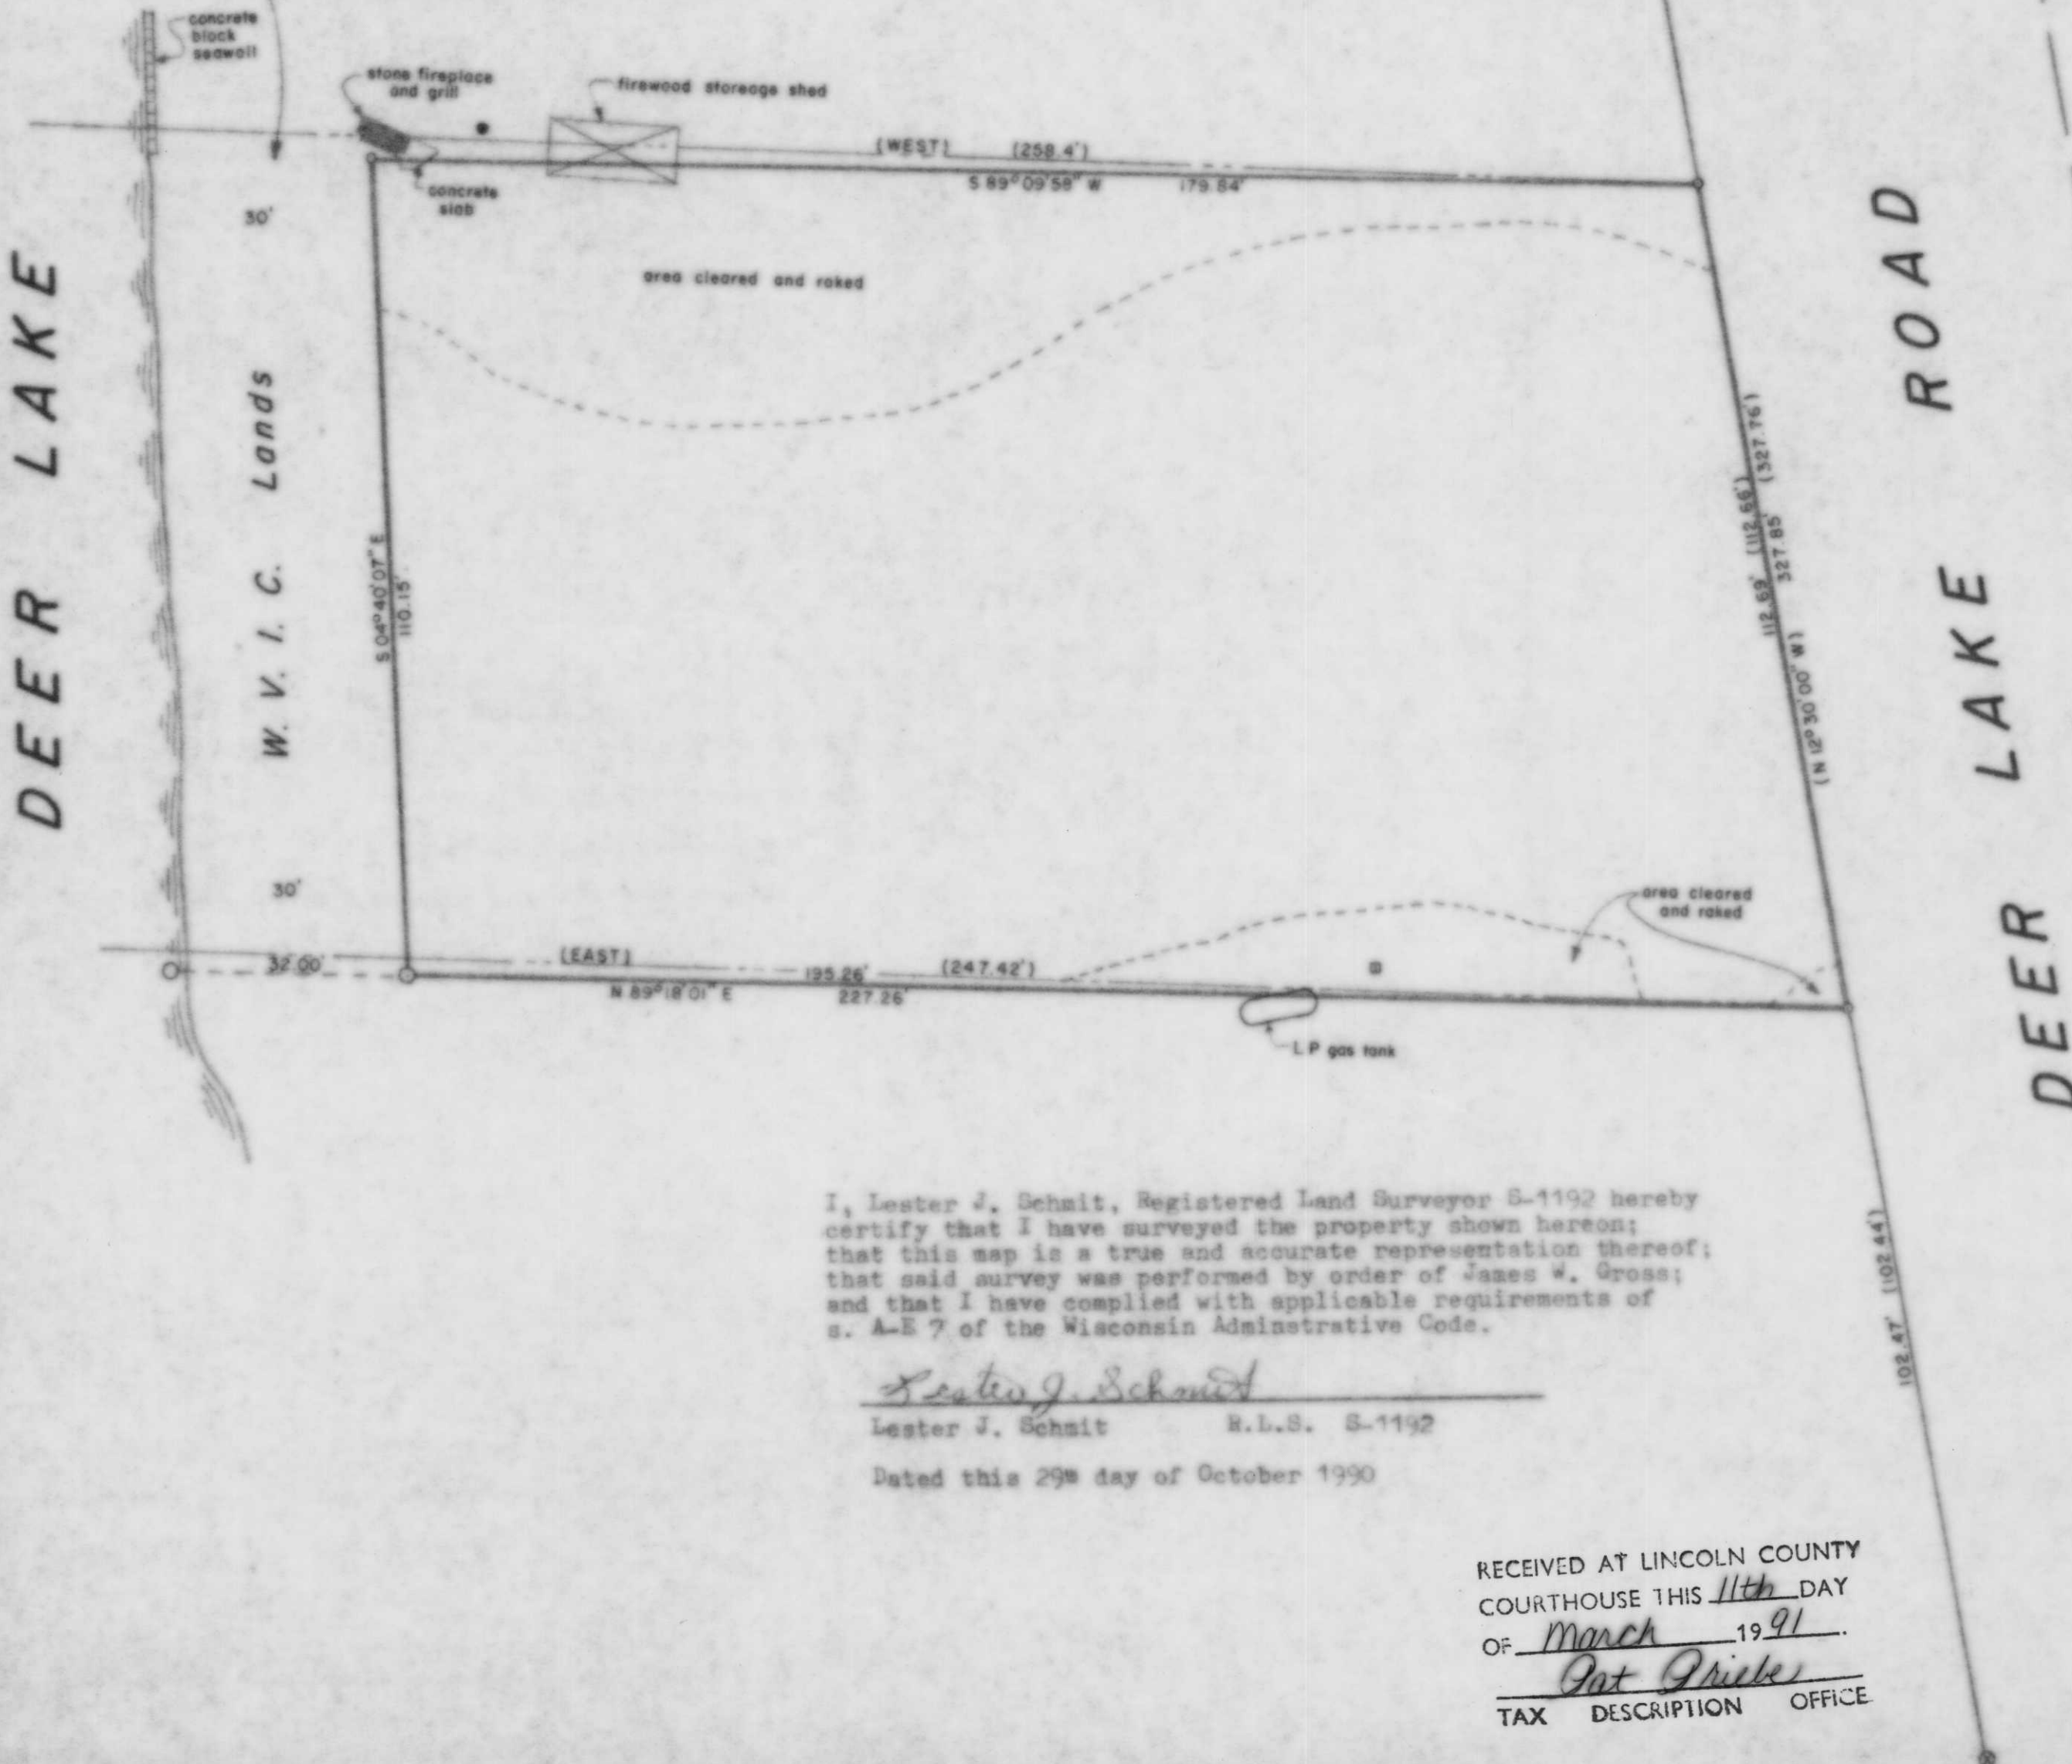 concrete
block
seawall
stone fireplace
and grill
firewood storeage shed
(WEST) (258.4')
S 89°09'58" W 179.84'
concrete
slab
30'
area cleared and raked
DEER LAKE
W. V. I. C. Lands
S 04°40'07" E
110.15'
(327.76')
112.69' (112.66')
327.85'
(N 12°30'00" W)
DEER LAKE ROAD
30'
area cleared
and raked
32.00'
(EAST)
195.26' (247.42')
N 89°18'01" E 227.26'
L P gas tank
102.47' (102.44')
I, Lester J. Schmit, Registered Land Surveyor S-1192 hereby
certify that I have surveyed the property shown hereon;
that this map is a true and accurate representation thereof;
that said survey was performed by order of James W. Gross;
and that I have complied with applicable requirements of
s. A-E 7 of the Wisconsin Adminstrative Code.
Lester J. Schmit
Lester J. Schmit R.L.S. S-1192
Dated this 29th day of October 1990
RECEIVED AT LINCOLN COUNTY
COURTHOUSE THIS 11th DAY
OF March 1991.
Pat Priebe
TAX DESCRIPTION OFFICE